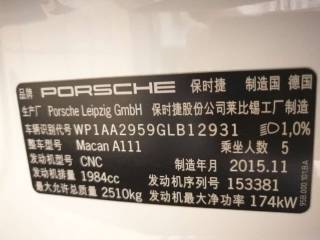 品牌 PORSCHE 保时捷 制造国 德国
生产厂 Porsche Leipzig GmbH 保时捷股份公司莱比锡工厂制造
车辆识别代号 WP1AA2959GLB12931 1,0%
整车型号 Macan A111 乘坐人数 5
发动机型号 CNC 制造年月 2015.11
发动机排量 1984cc 发动机序列号 153381
最大允许总质量 2510kg 发动机最大净功率 174kW